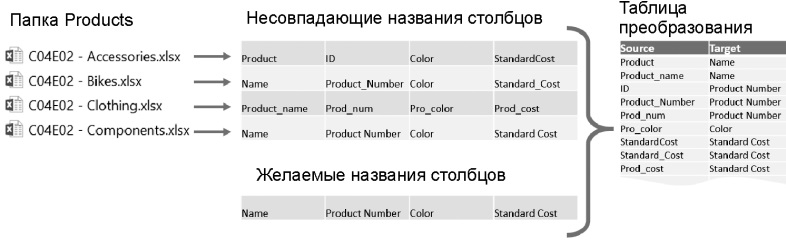 Папка Products
C04E02 - Accessories.xlsx
C04E02 - Bikes.xlsx
C04E02 - Clothing.xlsx
C04E02 - Components.xlsx
Несовпадающие названия столбцов
Product ID Color StandardCost
Name Product_Number Color Standard_Cost
Product_name Prod_num Pro_color Prod_cost
Name Product Number Color Standard Cost
Желаемые названия столбцов
Name Product Number Color Standard Cost
Таблица
преобразования
Source Target
Product Name
Product_name Name
ID Product Number
Product_Number Product Number
Prod_num Product Number
Pro_color Color
StandardCost Standard Cost
Standard_Cost Standard Cost
Prod_cost Standard Cost